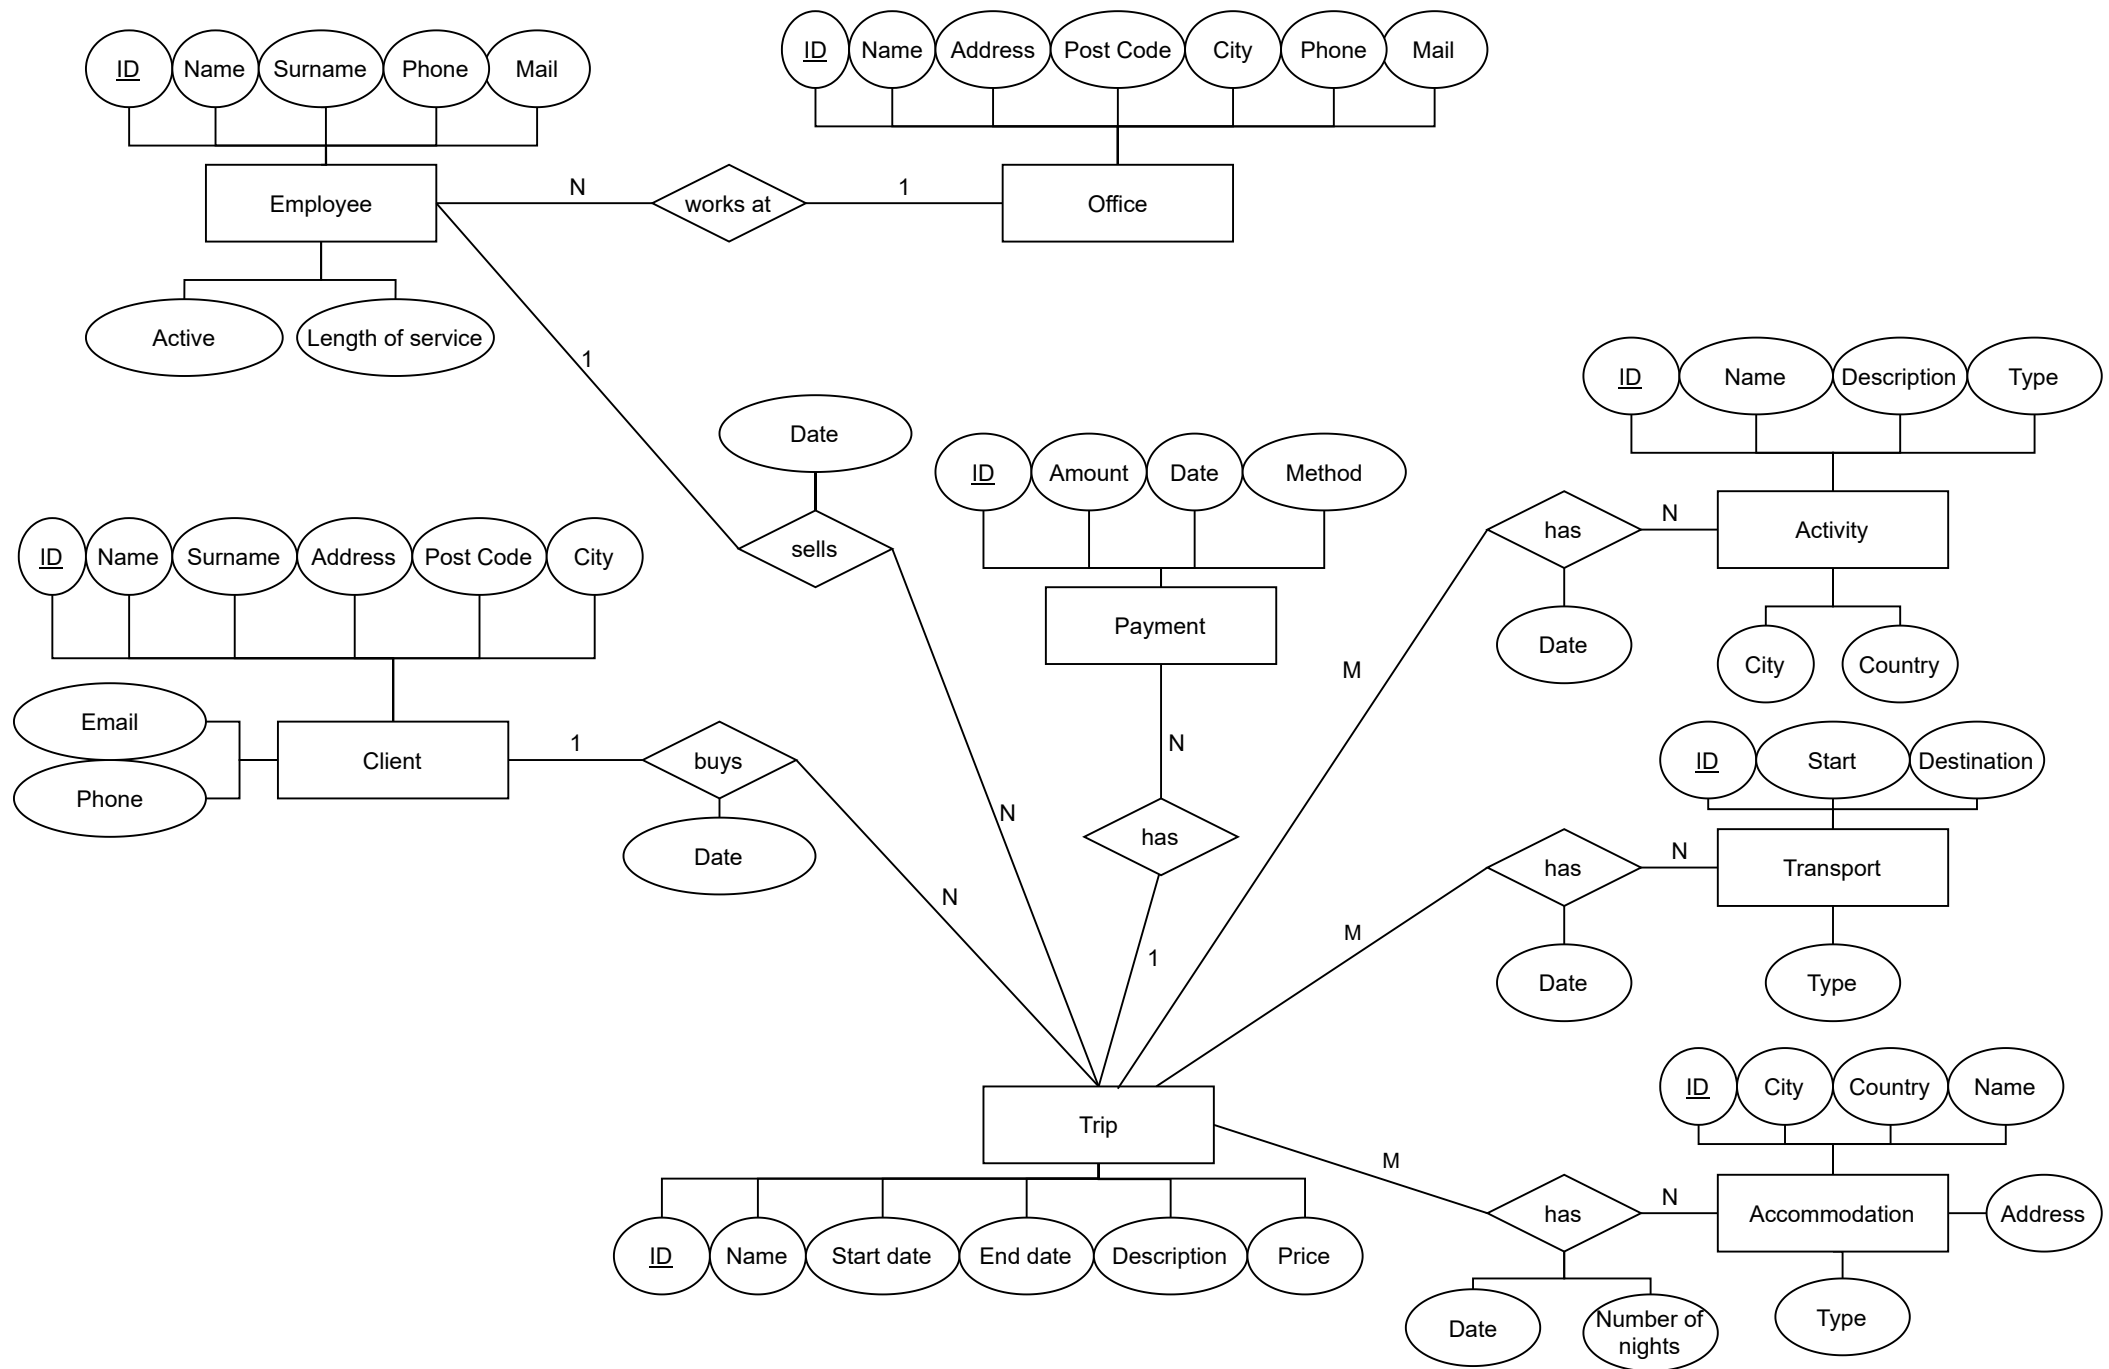 ID Name Surname Phone Mail
ID Name Address Post Code City Phone Mail
Employee
N
works at
1
Office
Active
Length of service
1
Date
sells
N
ID Amount Date Method
Payment
N
has
1
ID Name Description Type
M
has
N
Activity
Date
City
Country
ID Name Surname Address Post Code City
Email
Phone
Client
1
buys
N
Date
ID Start Destination
M
has
N
Transport
Date
Type
ID City Country Name
Trip
M
has
N
Accommodation
Address
ID Name Start date End date Description Price
Date
Number of
nights
Type